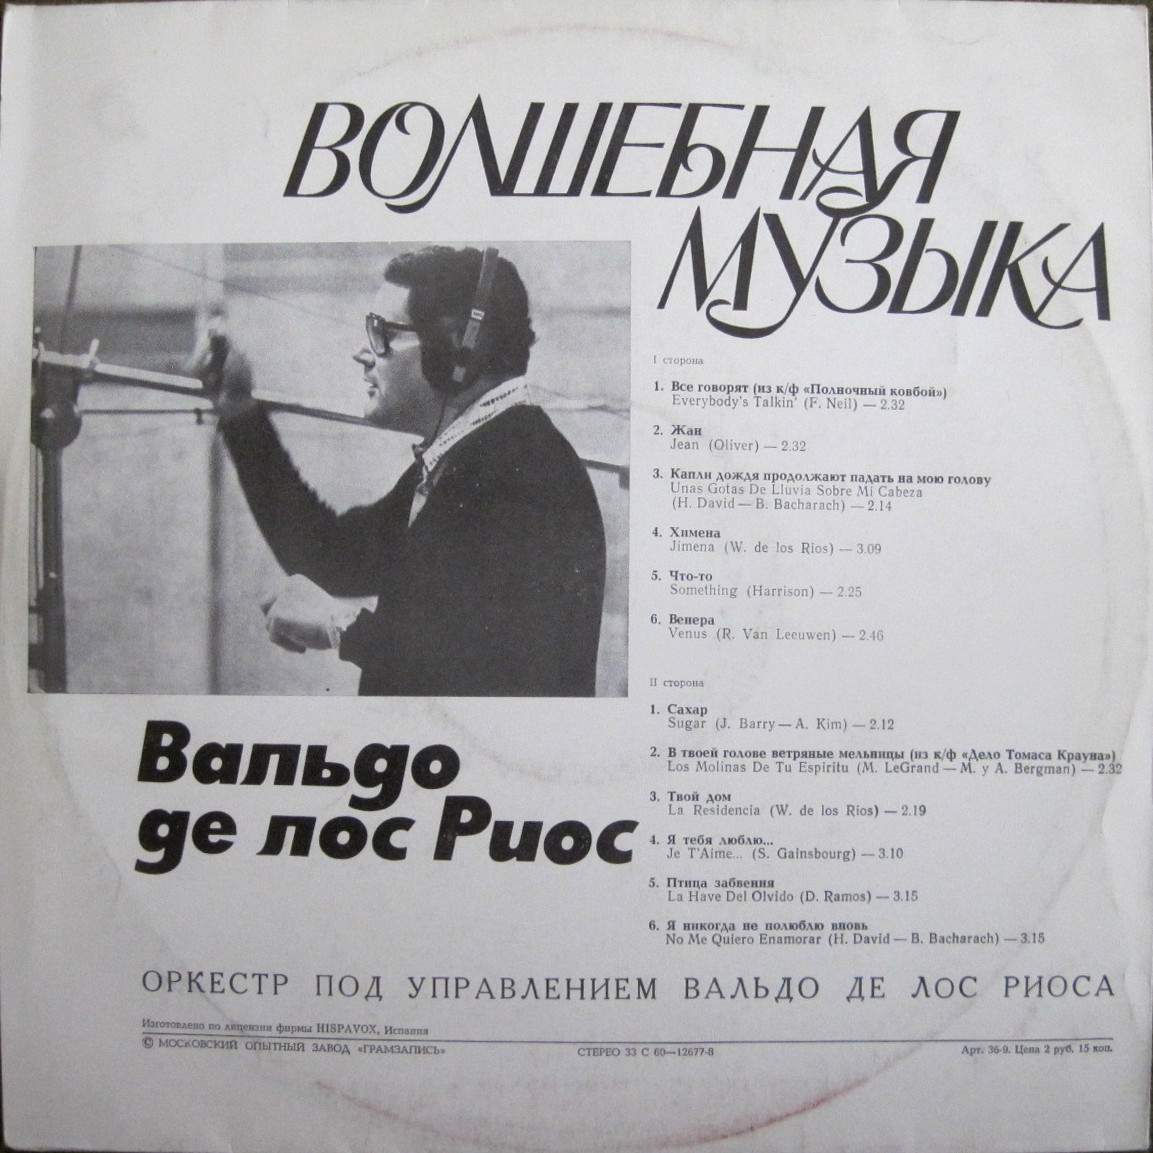 ВОЛШЕБНАЯ
МУЗЫКА
I сторона
1. Все говорят (из к/ф «Полночный ковбой»)
Everybody's Talkin' (F. Neil) — 2.32
2. Жан
Jean (Oliver) — 2.32
3. Капли дождя продолжают падать на мою голову
Unas Gotas De Lluvia Sobre Mi Cabeza
(H. David — B. Bacharach) — 2.14
4. Химена
Jimena (W. de los Rios) — 3.09
5. Что-то
Something (Harrison) — 2.25
6. Венера
Venus (R. Van Leeuwen) — 2.46
II сторона
1. Сахар
Sugar (J. Barry — A. Kim) — 2.12
2. В твоей голове ветряные мельницы (из к/ф «Дело Томаса Крауна»)
Los Molinas De Tu Espiritu (M. LeGrand — M. y A. Bergman) — 2.32
3. Твой дом
La Residencia (W. de los Rios) — 2.19
4. Я тебя люблю...
Je T'Aime... (S. Gainsbourg) — 3.10
5. Птица забвения
La Have Del Olvido (D. Ramos) — 3.15
6. Я никогда не полюблю вновь
No Me Quiero Enamorar (H. David — B. Bacharach) — 3.15
Вальдо
де лос Риос
ОРКЕСТР ПОД УПРАВЛЕНИЕМ ВАЛЬДО ДЕ ЛОС РИОСА
Изготовлено по лицензии фирмы HISPAVOX, Испания
© МОСКОВСКИЙ ОПЫТНЫЙ ЗАВОД «ГРАМЗАПИСЬ» СТЕРЕО 33 С 60—12677-8 Арт. 36-9. Цена 2 руб. 15 коп.